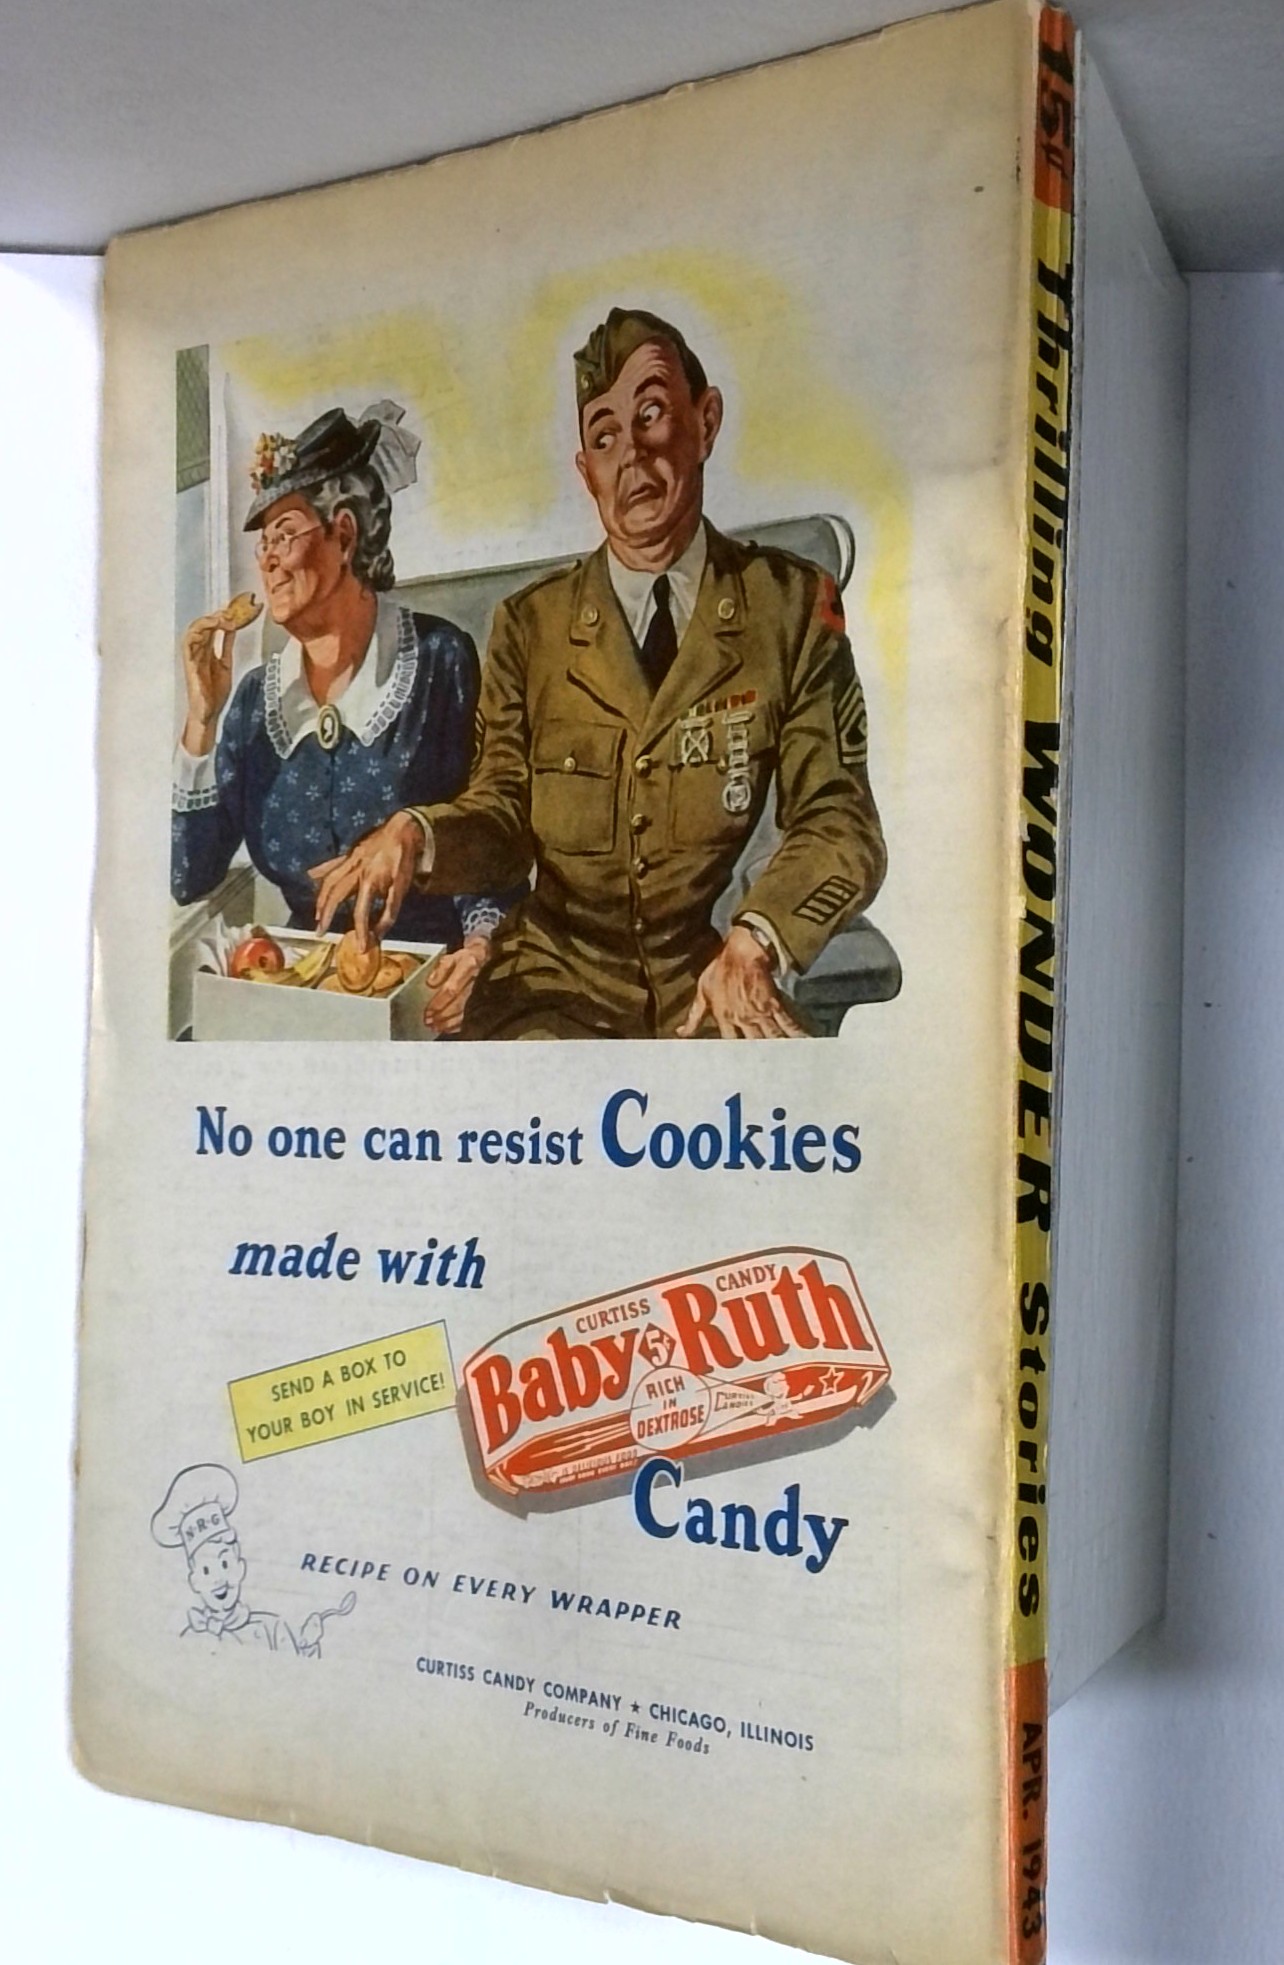 No one can resist Cookies
made with
CURTISS CANDY
Baby Ruth
5¢
RICH
IN
DEXTROSE
CURTISS
CANDIES
SEND A BOX TO
YOUR BOY IN SERVICE!
Candy
N-R-G
RECIPE ON EVERY WRAPPER
CURTISS CANDY COMPANY ★ CHICAGO, ILLINOIS
Producers of Fine Foods
15¢
Thrilling WONDER Stories
APR. 1943